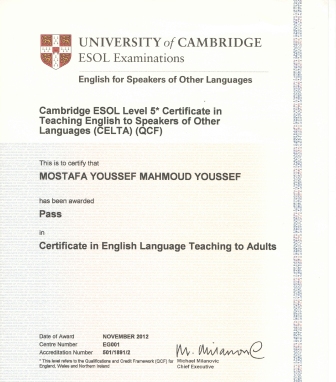 UNIVERSITY of CAMBRIDGE
ESOL Examinations
English for Speakers of Other Languages
Cambridge ESOL Level 5* Certificate in
Teaching English to Speakers of Other
Languages (CELTA) (QCF)
This is to certify that
MOSTAFA YOUSSEF MAHMOUD YOUSSEF
has been awarded
Pass
in
Certificate in English Language Teaching to Adults
Date of Award NOVEMBER 2012
Centre Number EG001
Accreditation Number 501/1891/2
* This level refers to the Qualifications and Credit Framework (QCF) for
England, Wales and Northern Ireland
M. Milanovic
Michael Milanovic
Chief Executive